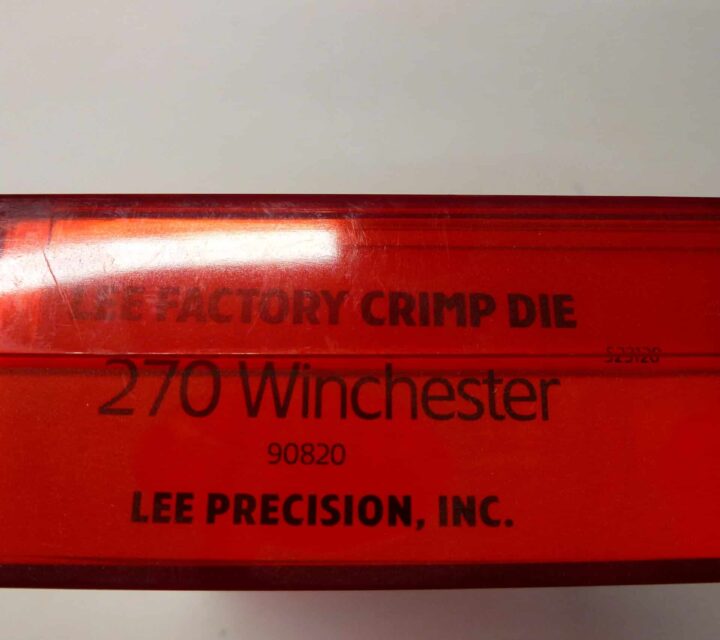 LEE FACTORY CRIMP DIE
523128
270 Winchester
90820
LEE PRECISION, INC.